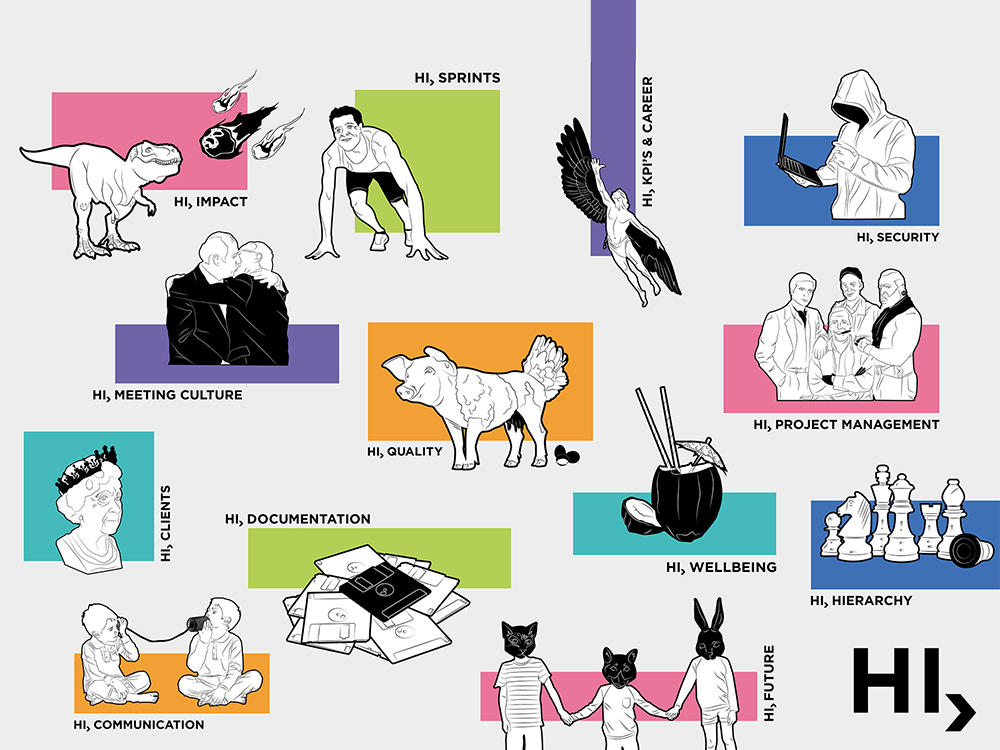 HI, SPRINTS
HI, KPI'S & CAREER
HI, IMPACT
HI, SECURITY
HI, MEETING CULTURE
HI, PROJECT MANAGEMENT
HI, QUALITY
HI, CLIENTS
HI, DOCUMENTATION
HI, WELLBEING
HI, HIERARCHY
HI, COMMUNICATION
HI, FUTURE
HI,